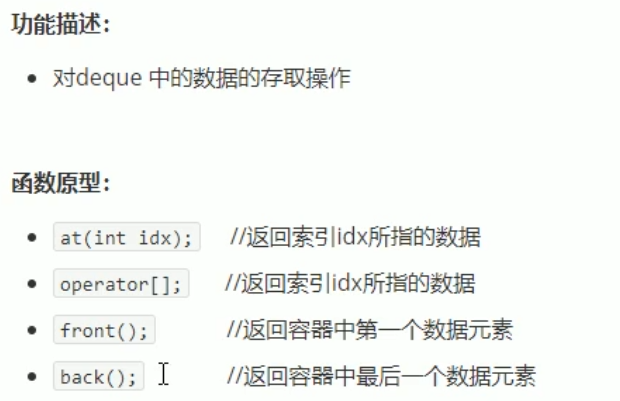 功能描述：
• 对deque 中的数据的存取操作
函数原型：
• at(int idx); //返回索引idx所指的数据
• operator[]; //返回索引idx所指的数据
• front(); //返回容器中第一个数据元素
• back(); //返回容器中最后一个数据元素